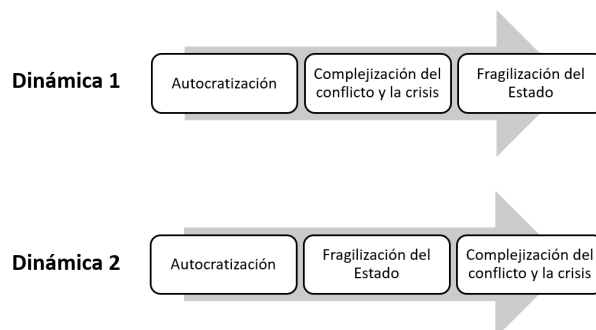 Dinámica 1
Autocratización
Complejización del
conflicto y la crisis
Fragilización del
Estado
Dinámica 2
Autocratización
Fragilización del
Estado
Complejización del
conflicto y la crisis